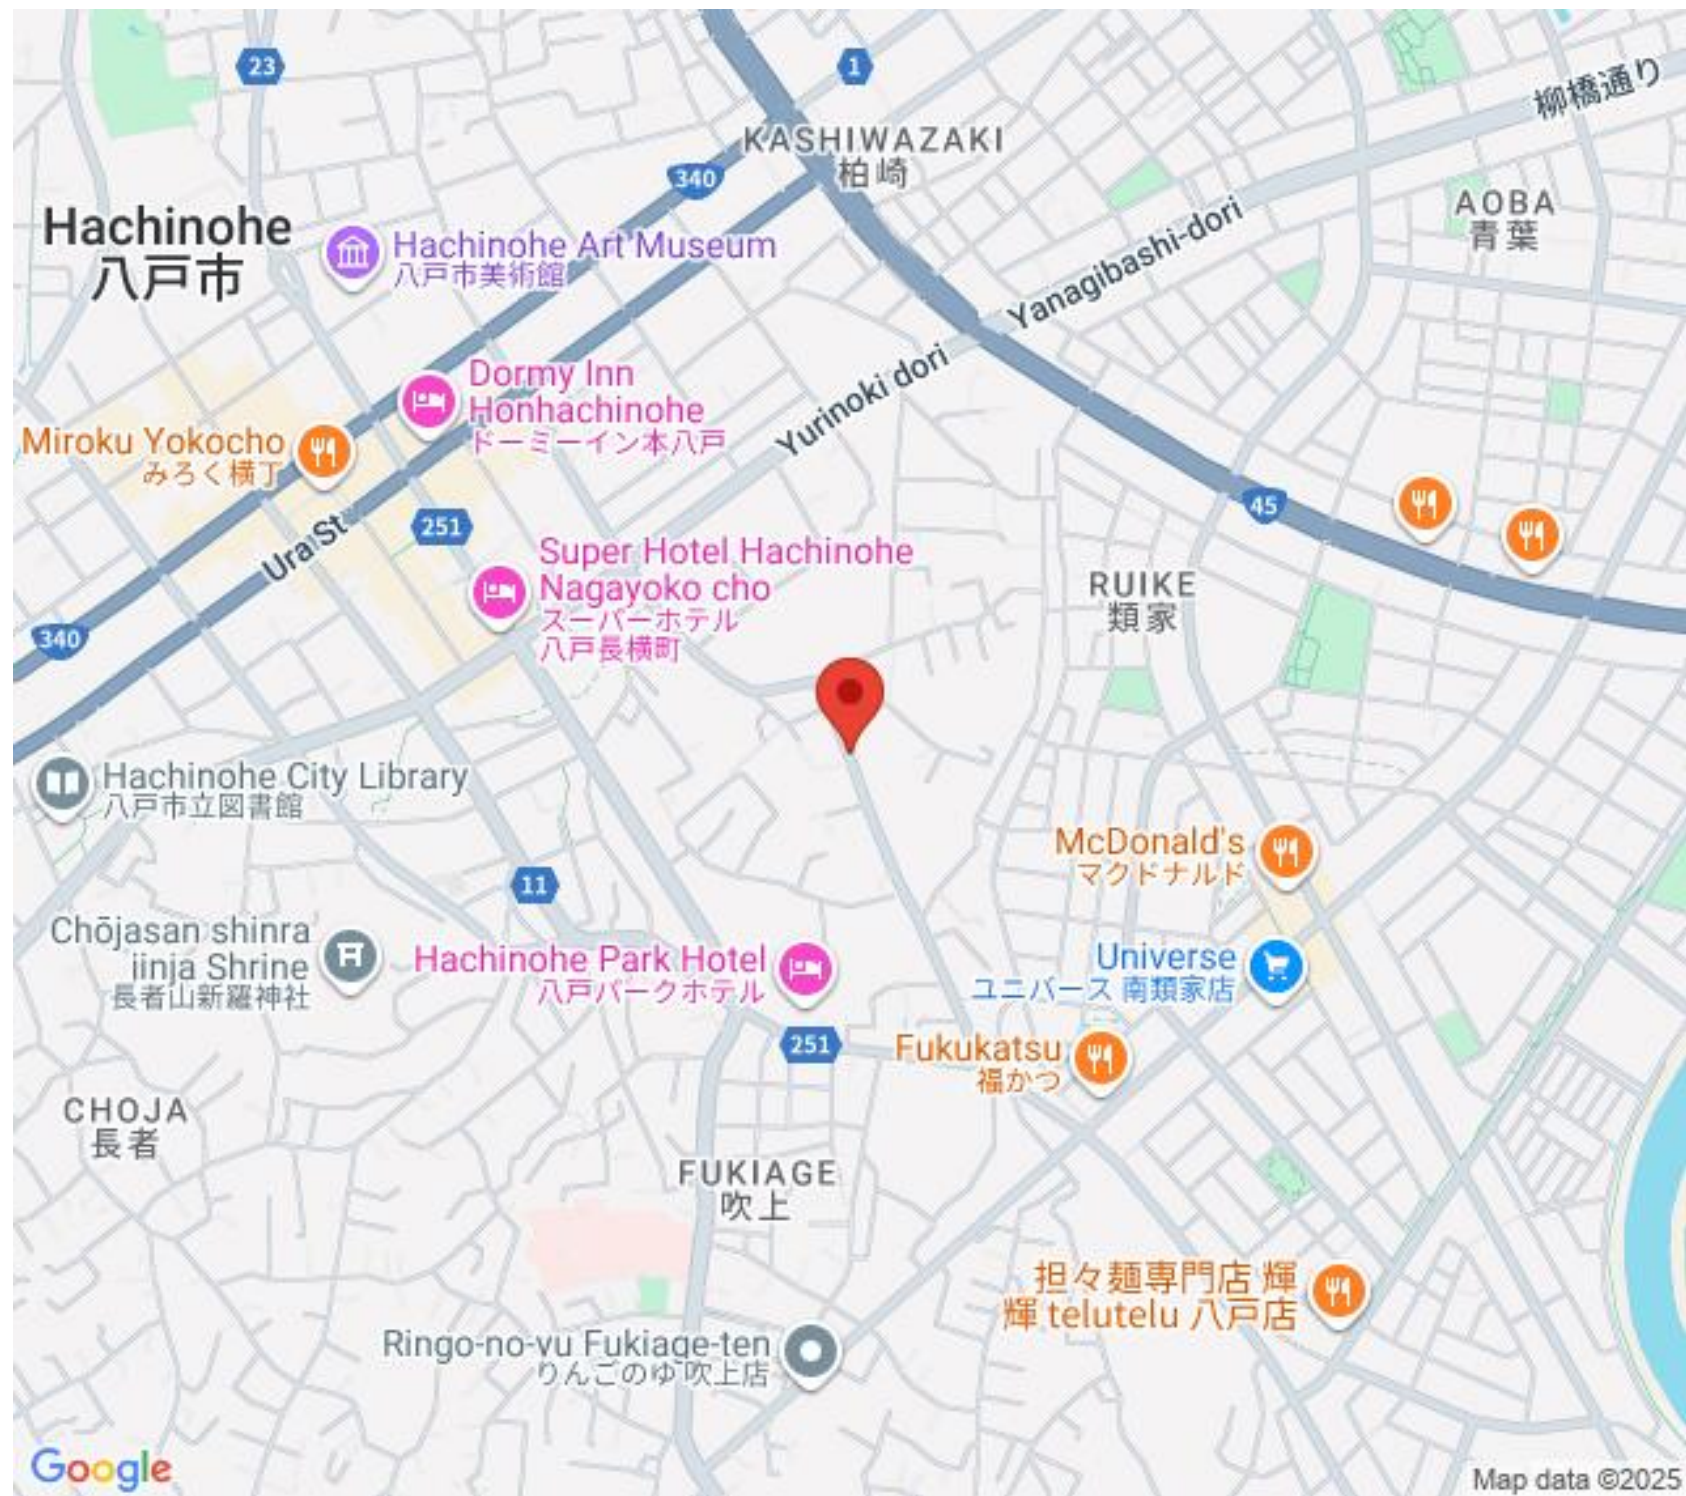 23
1
柳橋通り
KASHIWAZAKI
柏崎
340
AOBA
青葉
Hachinohe
八戸市
Hachinohe Art Museum
八戸市美術館
Yanagibashi-dori
Yurinoki dori
Dormy Inn
Honhachinohe
ドーミーイン本八戸
Miroku Yokocho
みろく横丁
Ura St
251
45
Super Hotel Hachinohe
Nagayoko cho
スーパーホテル
八戸長横町
RUIKE
類家
340
Hachinohe City Library
八戸市立図書館
McDonald's
マクドナルド
11
Chōjasan shinra
iinja Shrine
長者山新羅神社
Hachinohe Park Hotel
八戸パークホテル
Universe
ユニバース 南類家店
251
Fukukatsu
福かつ
CHOJA
長者
FUKIAGE
吹上
担々麺専門店 輝
輝 telutelu 八戸店
Ringo-no-vu Fukiage-ten
りんごのゆ 吹上店
Google
Map data ©2025